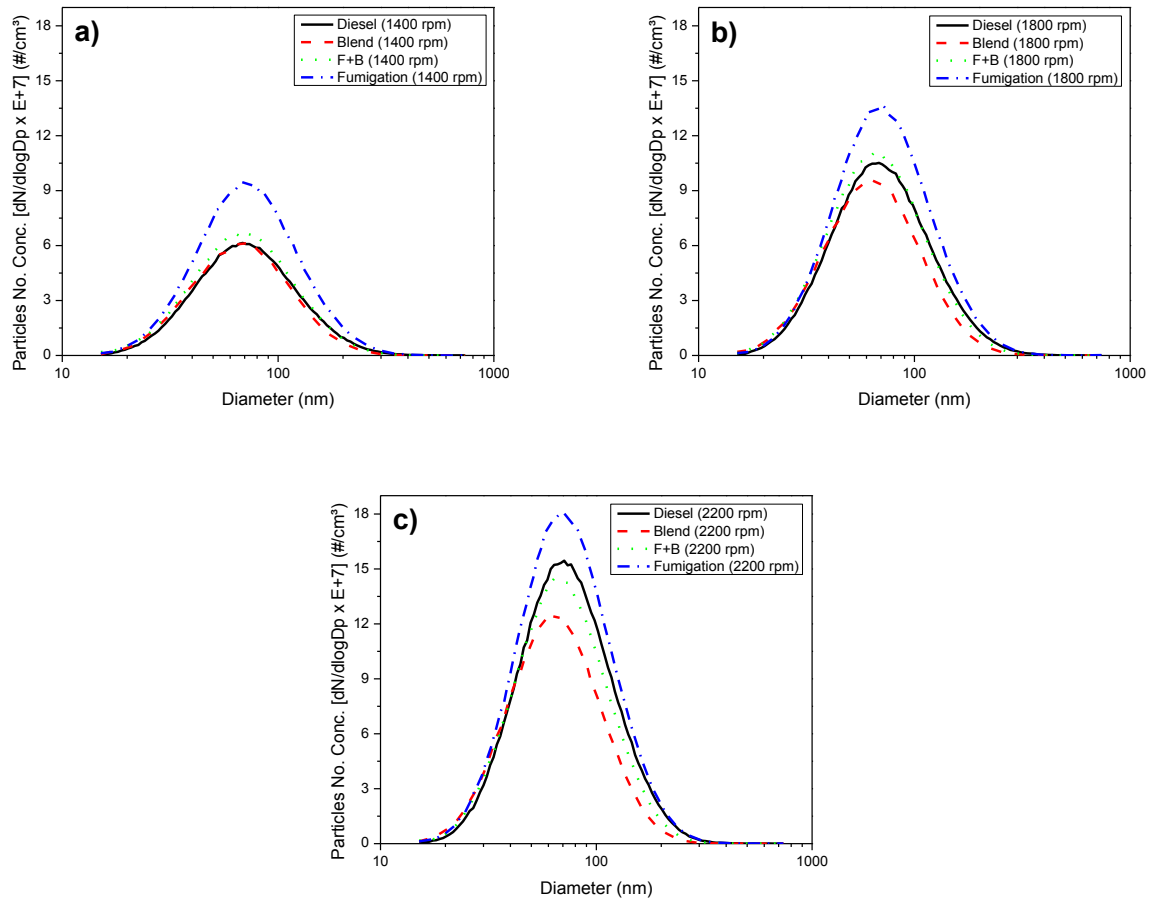 a)
Diesel (1400 rpm)
Blend (1400 rpm)
F+B (1400 rpm)
Fumigation (1400 rpm)
Particles No. Conc. [dN/dlogDp x E+7] (#/cm³)
18
15
12
9
6
3
0
10
100
1000
Diameter (nm)
b)
Diesel (1800 rpm)
Blend (1800 rpm)
F+B (1800 rpm)
Fumigation (1800 rpm)
Particles No. Conc. [dN/dlogDp x E+7] (#/cm³)
18
15
12
9
6
3
0
10
100
1000
Diameter (nm)
c)
Diesel (2200 rpm)
Blend (2200 rpm)
F+B (2200 rpm)
Fumigation (2200 rpm)
Particles No. Conc. [dN/dlogDp x E+7] (#/cm³)
18
15
12
9
6
3
0
10
100
1000
Diameter (nm)